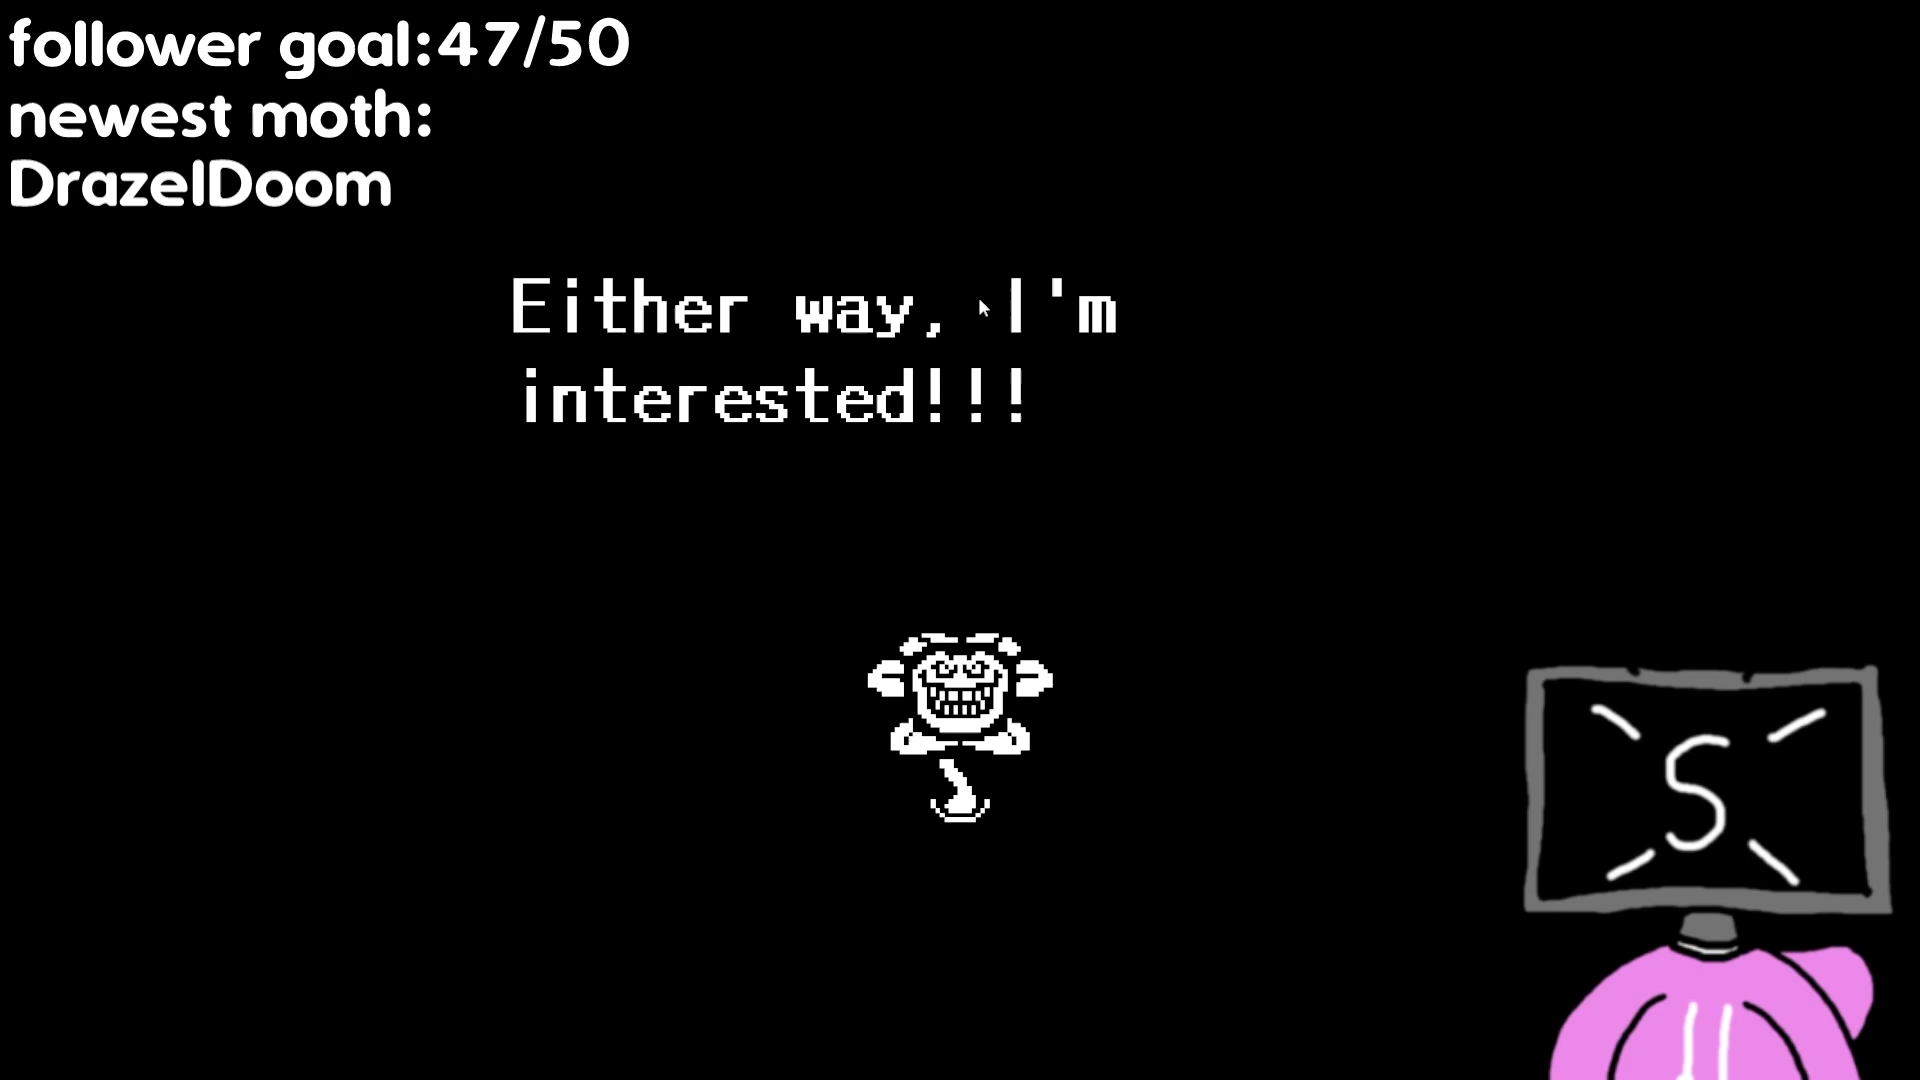 follower goal:47/50
newest moth:
DrazelDoom
Either way, I'm
interested!!!
S